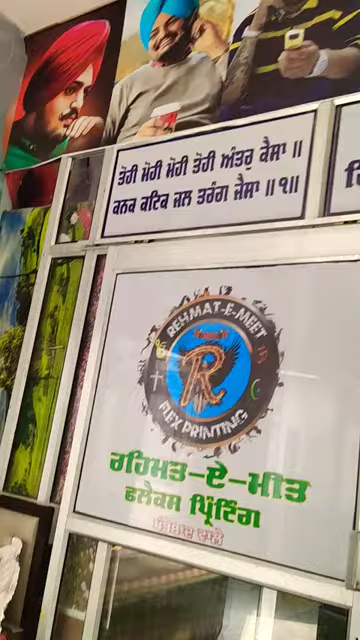 ਤੋਹੀ ਮੋਹੀ ਮੋਹੀ ਤੋਹੀ ਅੰਤਰੁ ਕੈਸਾ ॥
ਕਨਕ ਕਟਿਕ ਜਲ ਤਰੰਗ ਜੈਸਾ ॥੧॥
REHMAT-E-MEET
FLEX PRINTING
ਰਹਿਮਤ-ਏ-ਮੀਤ
ਫਲੈਕਸ ਪ੍ਰਿੰਟਿੰਗ